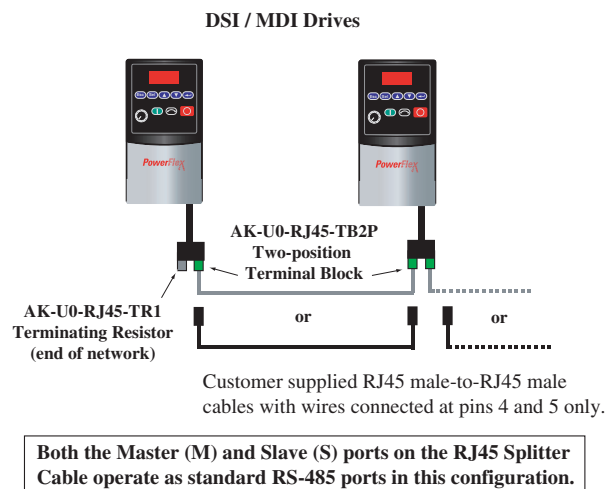 DSI / MDI Drives
PowerFlex
PowerFlex
AK-U0-RJ45-TB2P
Two-position
Terminal Block
AK-U0-RJ45-TR1
Terminating Resistor
(end of network)
or
or
Customer supplied RJ45 male-to-RJ45 male
cables with wires connected at pins 4 and 5 only.
Both the Master (M) and Slave (S) ports on the RJ45 Splitter
Cable operate as standard RS-485 ports in this configuration.